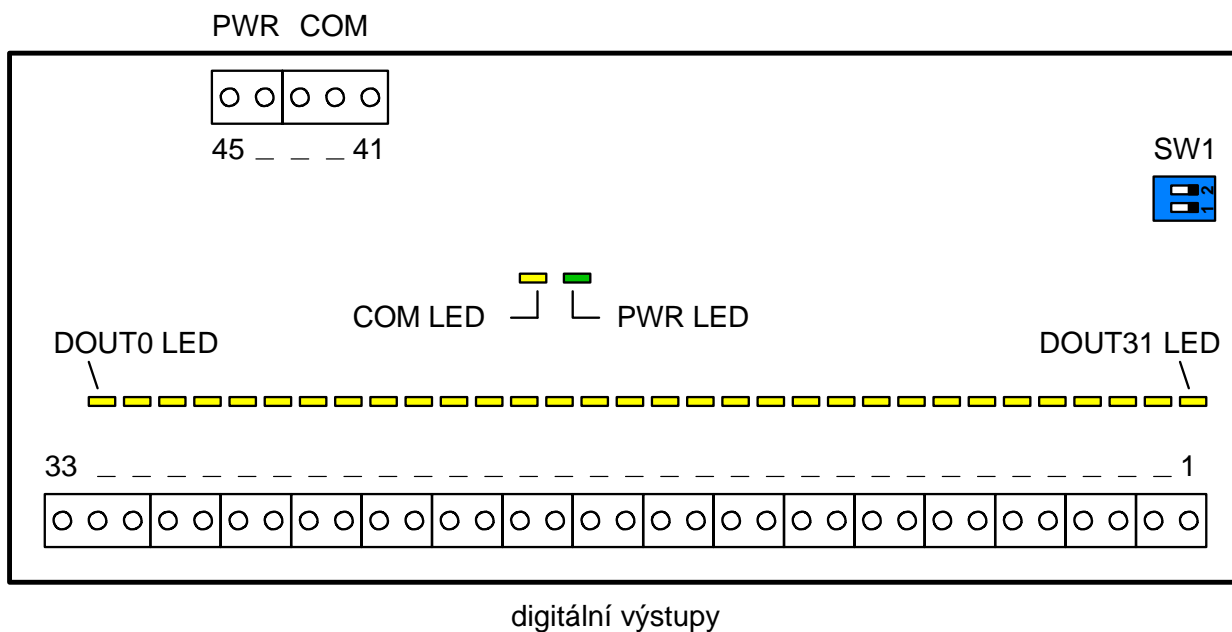 PWR COM
45 _ _ _ 41
SW1
2
1
COM LED
PWR LED
DOUT0 LED
DOUT31 LED
33 _ _ _ _ _ _ _ _ _ _ _ _ _ _ _ _ _ _ _ _ _ _ _ _ _ _ _ _ _ _ _ 1
digitální výstupy